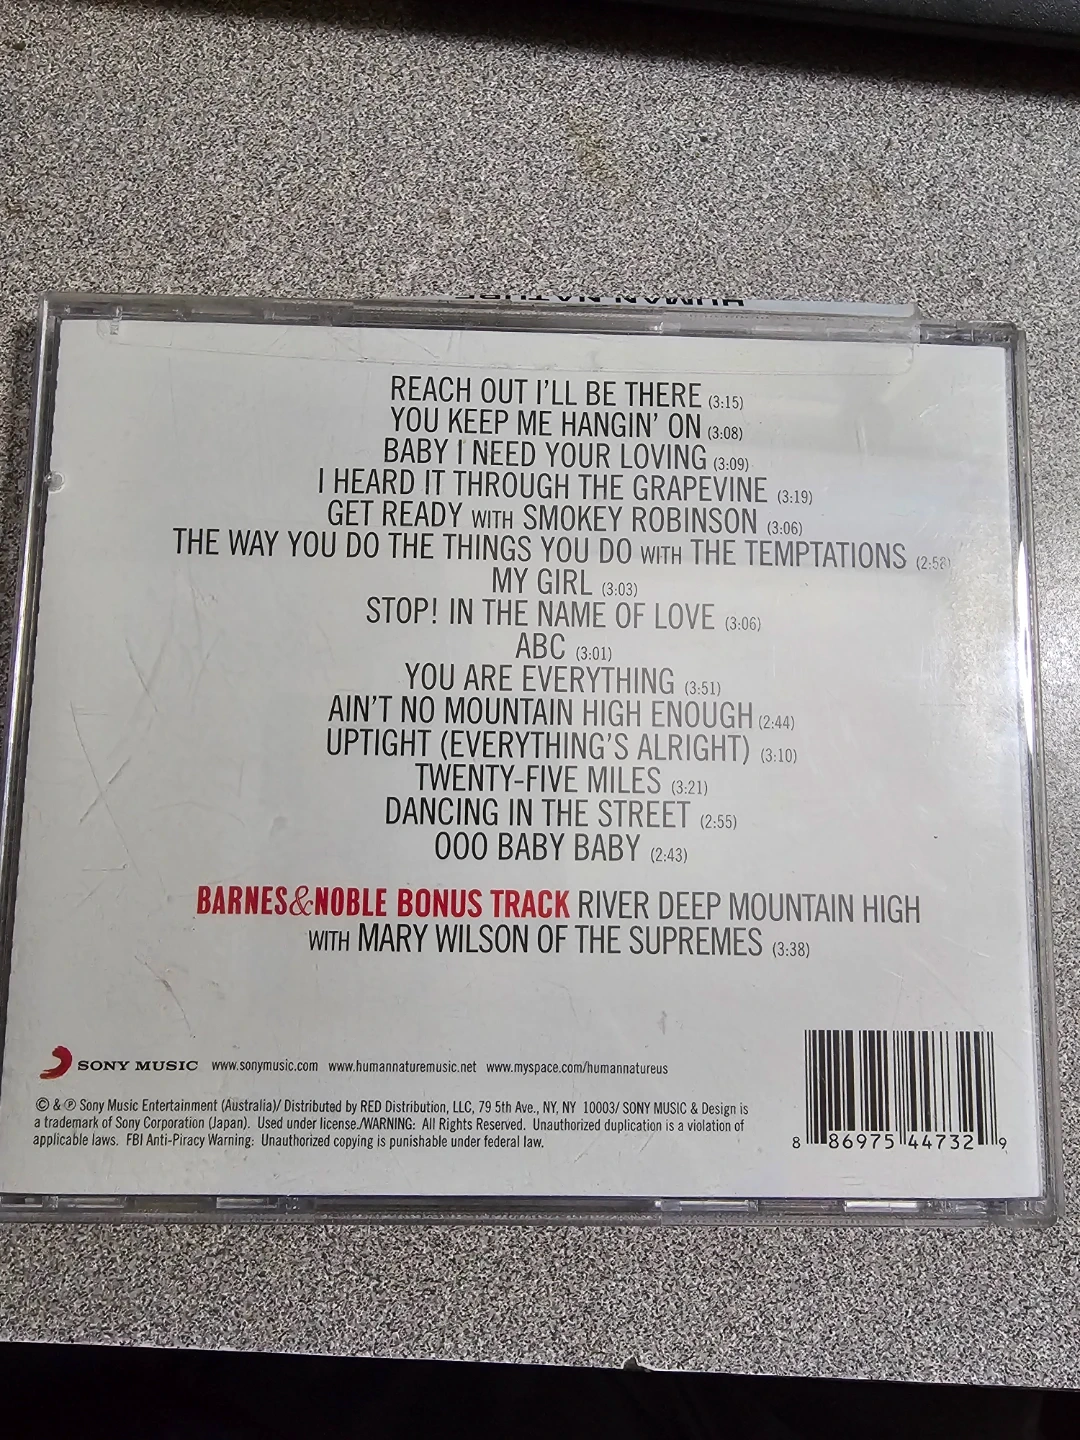 HUMAN NATURE
REACH OUT I'LL BE THERE (3:15)
YOU KEEP ME HANGIN' ON (3:08)
BABY I NEED YOUR LOVING (3:09)
I HEARD IT THROUGH THE GRAPEVINE (3:19)
GET READY WITH SMOKEY ROBINSON (3:06)
THE WAY YOU DO THE THINGS YOU DO WITH THE TEMPTATIONS (2:58)
MY GIRL (3:03)
STOP! IN THE NAME OF LOVE (3:06)
ABC (3:01)
YOU ARE EVERYTHING (3:51)
AIN'T NO MOUNTAIN HIGH ENOUGH (2:44)
UPTIGHT (EVERYTHING'S ALRIGHT) (3:10)
TWENTY-FIVE MILES (3:21)
DANCING IN THE STREET (2:55)
OOO BABY BABY (2:43)
BARNES&NOBLE BONUS TRACK RIVER DEEP MOUNTAIN HIGH
WITH MARY WILSON OF THE SUPREMES (3:38)
SONY MUSIC www.sonymusic.com www.humannaturemusic.net www.myspace.com/humannatureus
© & ℗ Sony Music Entertainment (Australia)/ Distributed by RED Distribution, LLC, 79 5th Ave., NY, NY 10003/ SONY MUSIC & Design is
a trademark of Sony Corporation (Japan). Used under license./WARNING: All Rights Reserved. Unauthorized duplication is a violation of
applicable laws. FBI Anti-Piracy Warning: Unauthorized copying is punishable under federal law.
8 86975 44732 9